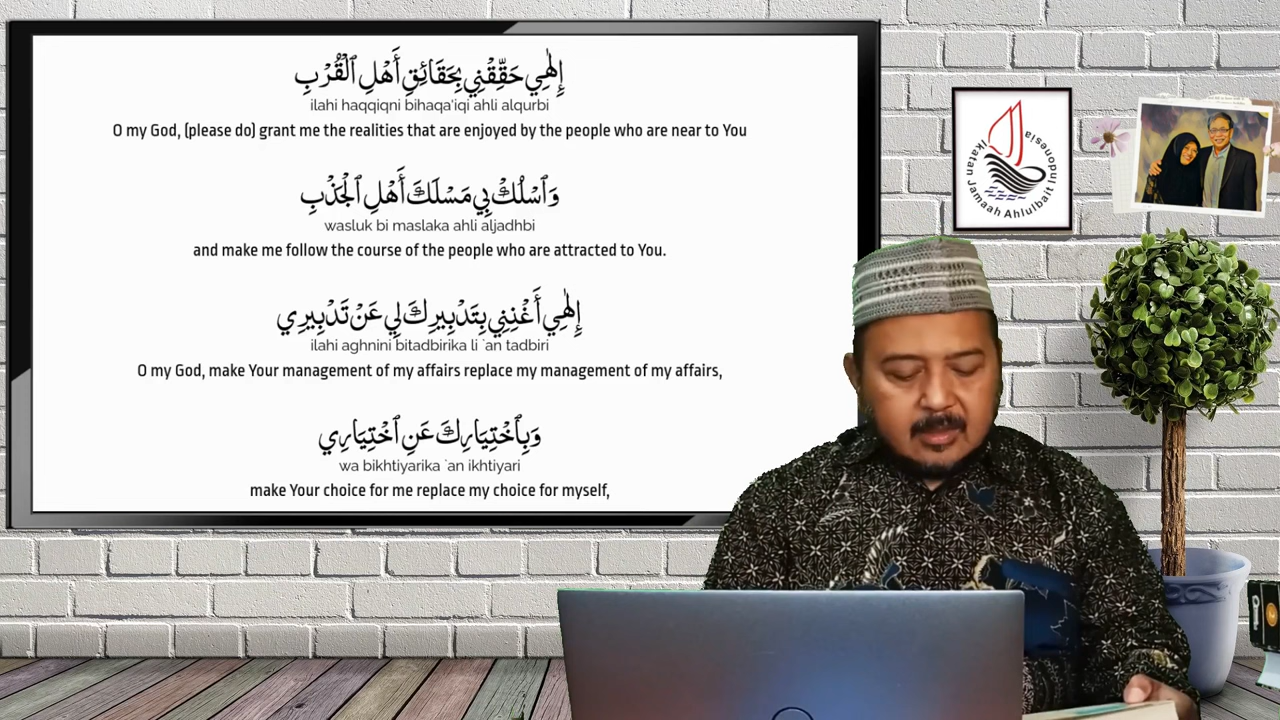 إِلٰهِي حَقِّقْنِي بِحَقَائِقِ أَهْلِ ٱلْقُرْبِ
ilahi haqqiqni bihaqa'iqi ahli alqurbi
O my God, (please do) grant me the realities that are enjoyed by the people who are near to You
وَٱسْلُكْ بِي مَسْلَكَ أَهْلِ ٱلْجَذْبِ
wasluk bi maslaka ahli aljadhbi
and make me follow the course of the people who are attracted to You.
إِلٰهِي أَغْنِنِي بِتَدْبِيرِكَ لِي عَنْ تَدْبِيرِي
ilahi aghnini bitadbirika li `an tadbiri
O my God, make Your management of my affairs replace my management of my affairs,
وَبِٱخْتِيَارِكَ عَنِ ٱخْتِيَارِي
wa bikhtiyarika `an ikhtiyari
make Your choice for me replace my choice for myself,
Ikatan Jamaah Ahlulbait Indonesia